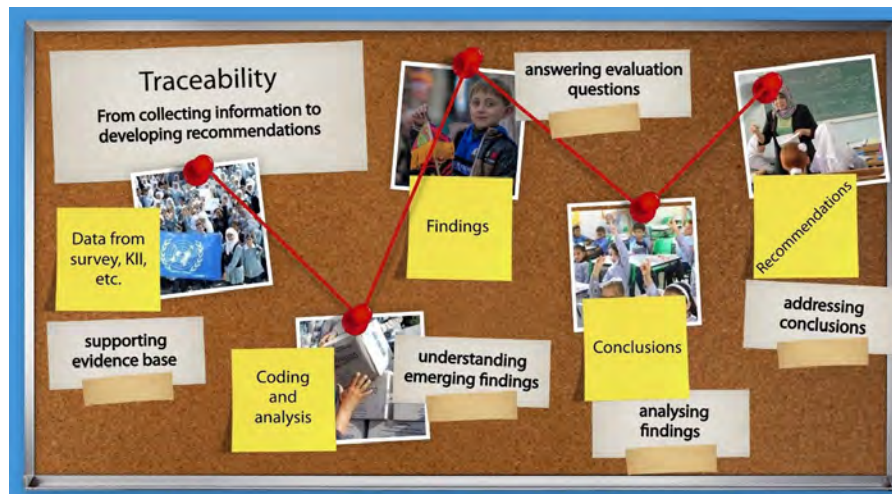 Traceability
From collecting information to
developing recommendations
Data from
survey, KII,
etc.
supporting
evidence base
Coding
and
analysis
understanding
emerging findings
Findings
answering evaluation
questions
Conclusions
analysing
findings
Recommendations
addressing
conclusions